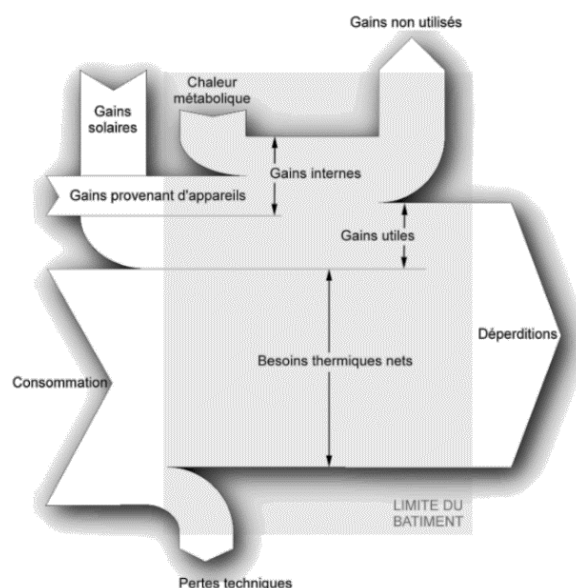 Gains non utilisés
Chaleur
métabolique
Gains
solaires
Gains internes
Gains provenant d'appareils
Gains utiles
Déperditions
Besoins thermiques nets
Consommation
LIMITE DU
BATIMENT
Pertes techniques